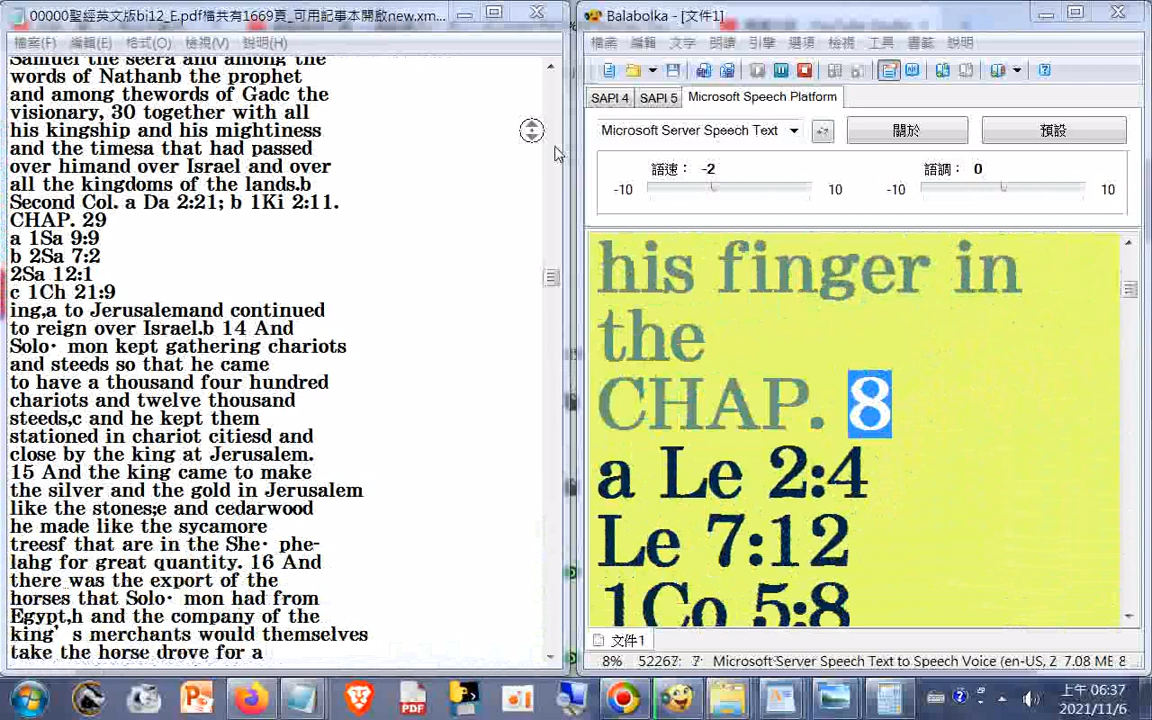 00000聖經英文版bi12_E.pdf檔共有1669頁_可用記事本開啟new.xm...
檔案(F) 編輯(E) 格式(O) 檢視(V) 說明(H)
Samuel the seera and among the
words of Nathanb the prophet
and among thewords of Gadc the
visionary, 30 together with all
his kingship and his mightiness
and the timesa that had passed
over himand over Israel and over
all the kingdoms of the lands.b
Second Col. a Da 2:21; b 1Ki 2:11.
CHAP. 29
a 1Sa 9:9
b 2Sa 7:2
2Sa 12:1
c 1Ch 21:9
ing,a to Jerusalemand continued
to reign over Israel.b 14 And
Solo· mon kept gathering chariots
and steeds so that he came
to have a thousand four hundred
chariots and twelve thousand
steeds,c and he kept them
stationed in chariot citiesd and
close by the king at Jerusalem.
15 And the king came to make
the silver and the gold in Jerusalem
like the stones;e and cedarwood
he made like the sycamore
treesf that are in the She· phe-
lahg for great quantity. 16 And
there was the export of the
horses that Solo· mon had from
Egypt,h and the company of the
king’s merchants would themselves
take the horse drove for a
Balabolka - [文件1]
檔案 編輯 文字 朗讀 引擎 選項 檢視 工具 書籤 說明
SAPI 4 SAPI 5 Microsoft Speech Platform
Microsoft Server Speech Text 關於 預設
語速： -2 語調： 0
-10 10 -10 10
his finger in
the
CHAP. 8
a Le 2:4
Le 7:12
1Co 5:8
文件1
8% 52267: 7 Microsoft Server Speech Text to Speech Voice (en-US, Z 7.08 ME 8
PDF
上午 06:37
2021/11/6